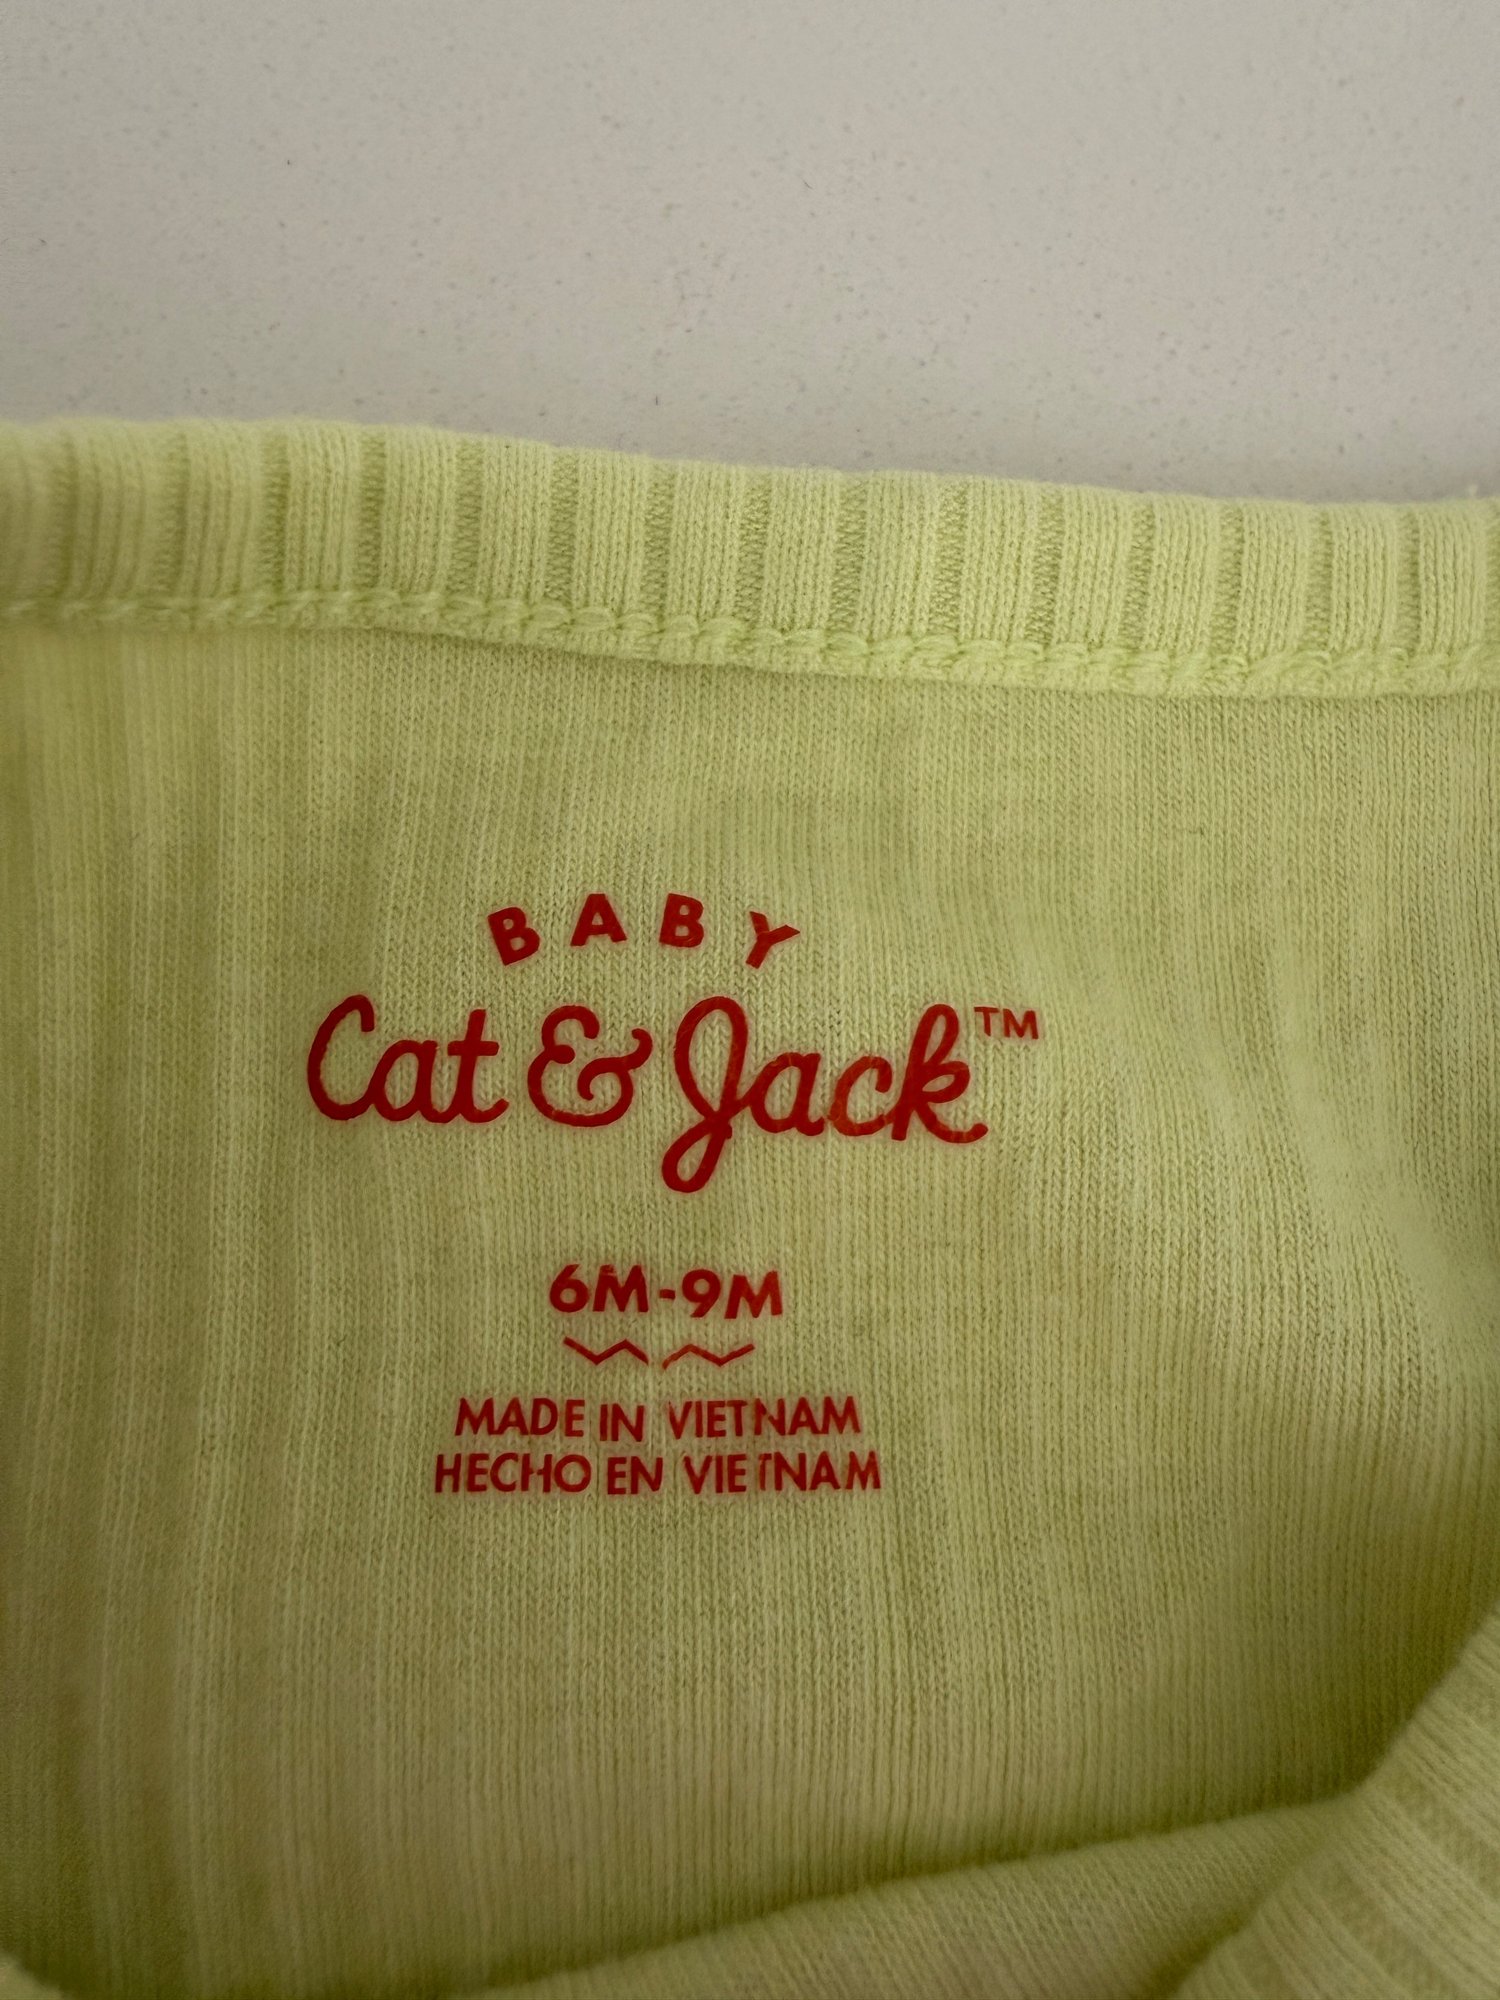 BABY
Cat & Jack™
6M-9M
MADE IN VIETNAM
HECHO EN VIETNAM